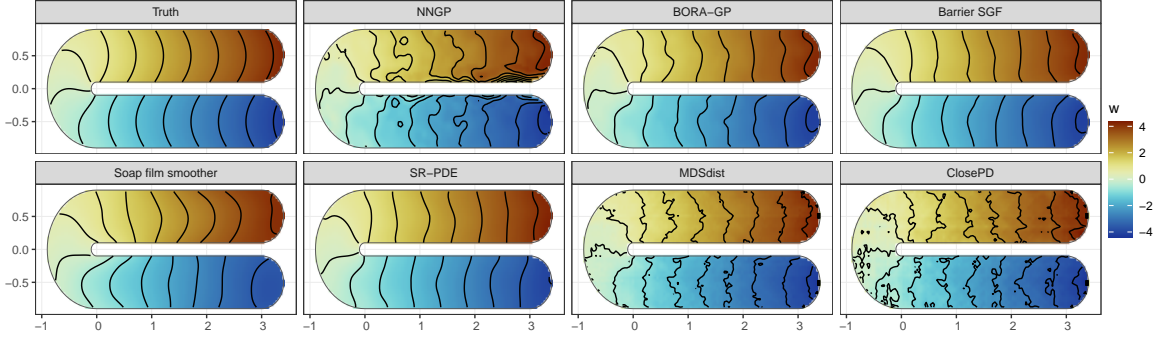 Truth NNGP BORA−GP Barrier SGF
0.5
0.0
−0.5
Soap film smoother SR−PDE MDSdist ClosePD
0.5
0.0
−0.5
−1 0 1 2 3 −1 0 1 2 3 −1 0 1 2 3 −1 0 1 2 3
w
4
2
0
−2
−4